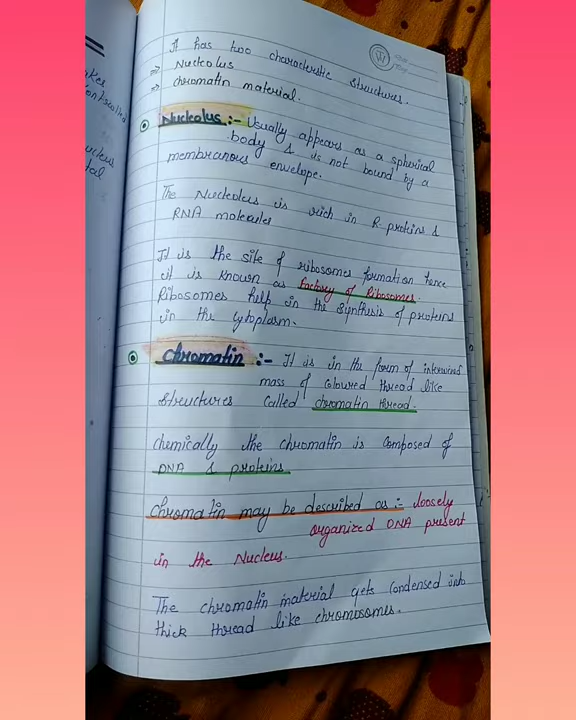 It has two characteristic structures.
⇒ Nucleolus
⇒ chromatin material.
Nucleolus :- Usually appears as a spherical
body & is not bound by a
membranous envelope.
The Nucleolus is rich in R-proteins &
RNA molecules
It is the site of ribosomes formation hence
it is known as factory of Ribosomes.
Ribosomes help in the synthesis of proteins
in the cytoplasm.
Chromatin :- It is in the form of interwined
mass of coloured thread like
structures called chromatin thread.
chemically the chromatin is composed of
DNA & proteins
Chromatin may be described as :- loosely
organized DNA present
in the Nucleus.
The chromatin material gets condensed into
thick thread like chromosomes.